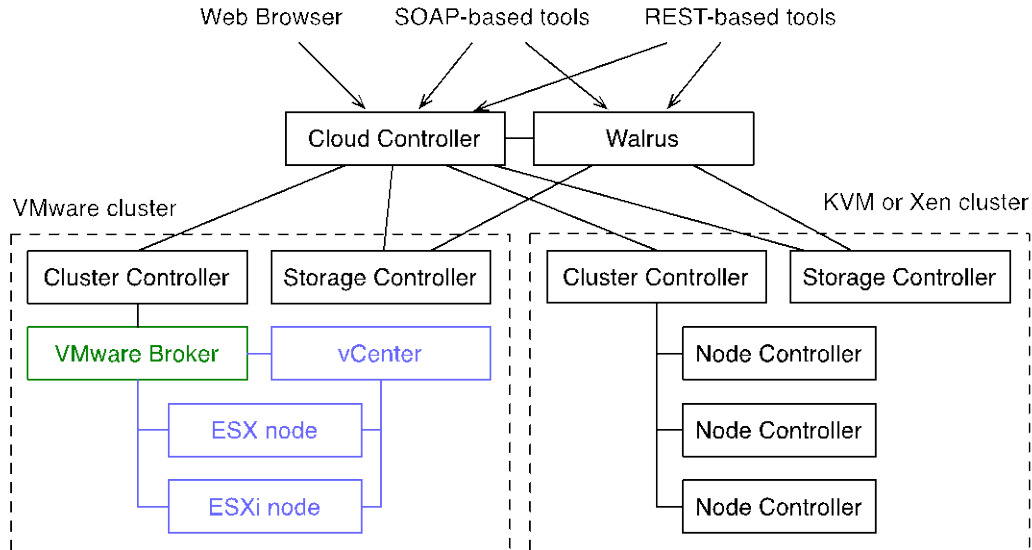 Web Browser SOAP-based tools REST-based tools
Cloud Controller Walrus
VMware cluster KVM or Xen cluster
Cluster Controller Storage Controller Cluster Controller Storage Controller
VMware Broker vCenter Node Controller
ESX node Node Controller
ESXi node Node Controller